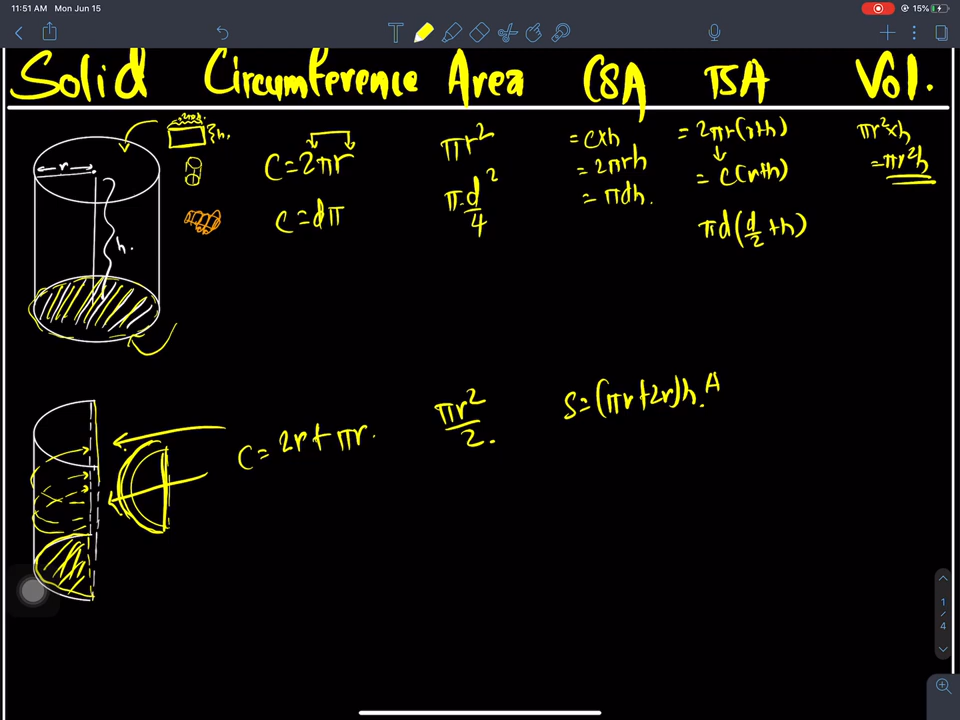 11:51 AM Mon Jun 15
15%
Solid Circumference Area CSA TSA Vol.
r
h.
}h.
C=2πr
C=dπ
πr²
π.d²/4
=C×h
=2πrh
=πdh.
=2πr(r+h)
=C(r+h)
πd(d/2+h)
πr²×h
=πr²h
C=2r+πr.
πr²/2.
S=(πr+2r)h.A
1
/
4